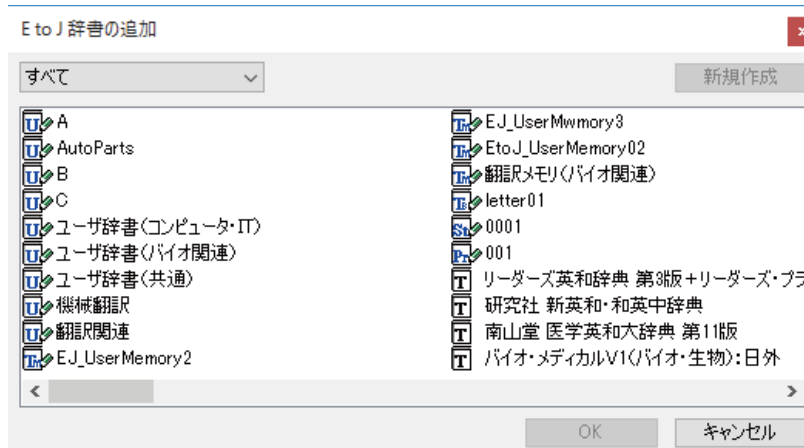 E to J 辞書の追加
すべて
新規作成
A
AutoParts
B
C
ユーザ辞書(コンピュータ・IT)
ユーザ辞書(バイオ関連)
ユーザ辞書(共通)
機械翻訳
翻訳関連
EJ_UserMemory2
EJ_UserMwmory3
EtoJ_UserMemory02
翻訳メモリ(バイオ関連)
letter01
0001
001
リーダーズ英和辞典 第3版+リーダーズ・プラ
研究社 新英和・和英中辞典
南山堂 医学英和大辞典 第11版
バイオ・メディカルV1(バイオ・生物):日外
OK
キャンセル